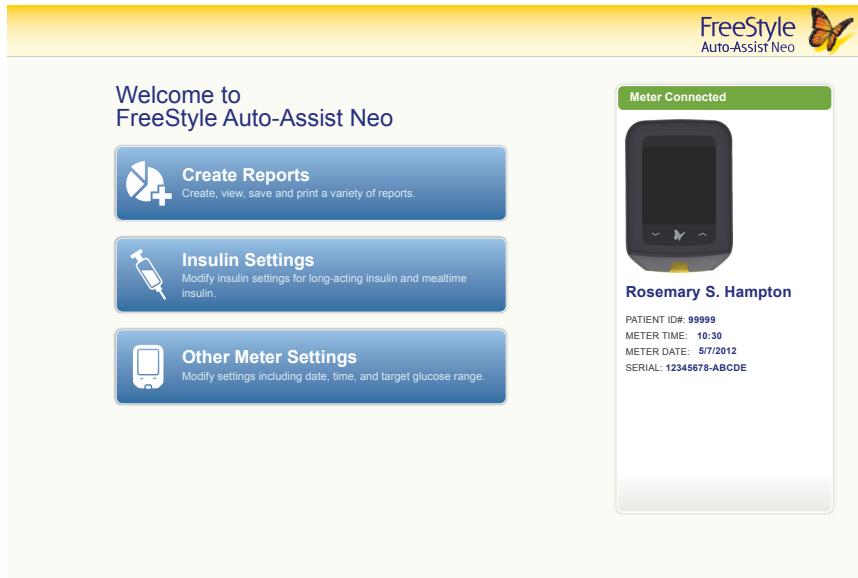 FreeStyle
Auto-Assist Neo
Welcome to
FreeStyle Auto-Assist Neo
Create Reports
Create, view, save and print a variety of reports.
Insulin Settings
Modify insulin settings for long-acting insulin and mealtime
insulin.
Other Meter Settings
Modify settings including date, time, and target glucose range.
Meter Connected
Rosemary S. Hampton
PATIENT ID#: 99999
METER TIME: 10:30
METER DATE: 5/7/2012
SERIAL: 12345678-ABCDE